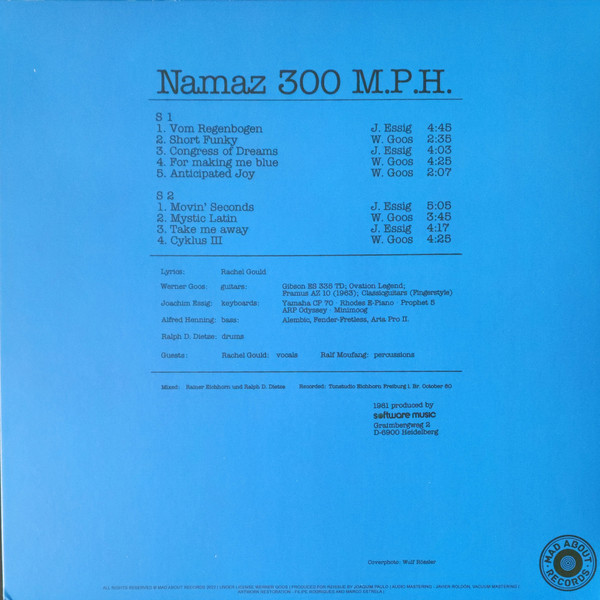 Namaz 300 M.P.H.
S 1
1. Vom Regenbogen J. Essig 4:45
2. Short Funky W. Goos 2:35
3. Congress of Dreams J. Essig 4:03
4. For making me blue W. Goos 4:25
5. Anticipated Joy W. Goos 2:07
S 2
1. Movin' Seconds J. Essig 5:05
2. Mystic Latin W. Goos 3:45
3. Take me away J. Essig 4:17
4. Cyklus III W. Goos 4:25
Lyrics: Rachel Gould
Werner Goos: guitars: Gibson ES 335 TD; Ovation Legend;
Framus AZ 10 (1963); Classicguitars (Fingerstyle)
Joachim Essig: keyboards: Yamaha CP 70 · Rhodes E-Piano · Prophet 5
ARP Odyssey · Minimoog
Alfred Henning: bass: Alembic, Fender-Fretless, Aria Pro II.
Ralph D. Dietze: drums
Guests: Rachel Gould: vocals Ralf Moufang: percussions
Mixed: Rainer Eichhorn und Ralph D. Dietze Recorded: Tonstudio Eichhorn Freiburg i. Br. October 80
1981 produced by
software music
Graimbergweg 2
D-6900 Heidelberg
Coverphoto: Wulf
MAD ABOUT RECORDS